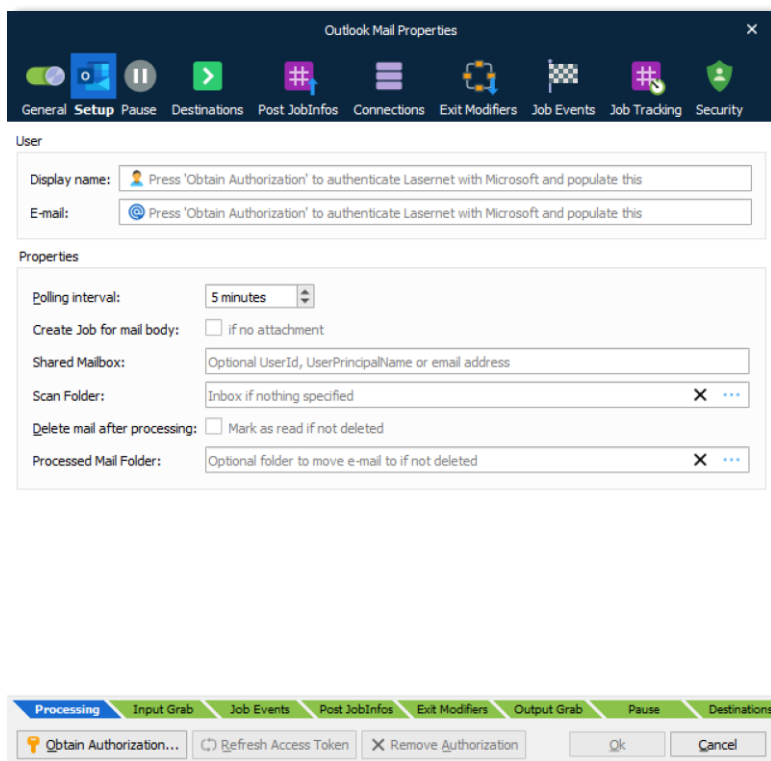 Outlook Mail Properties
General Setup Pause Destinations Post JobInfos Connections Exit Modifiers Job Events Job Tracking Security
User
Display name: Press 'Obtain Authorization' to authenticate Lasernet with Microsoft and populate this
E-mail: Press 'Obtain Authorization' to authenticate Lasernet with Microsoft and populate this
Properties
Polling interval: 5 minutes
Create Job for mail body: if no attachment
Shared Mailbox: Optional UserId, UserPrincipalName or email address
Scan Folder: Inbox if nothing specified
Delete mail after processing: Mark as read if not deleted
Processed Mail Folder: Optional folder to move e-mail to if not deleted
Processing Input Grab Job Events Post JobInfos Exit Modifiers Output Grab Pause Destinations
Obtain Authorization... Refresh Access Token Remove Authorization Ok Cancel